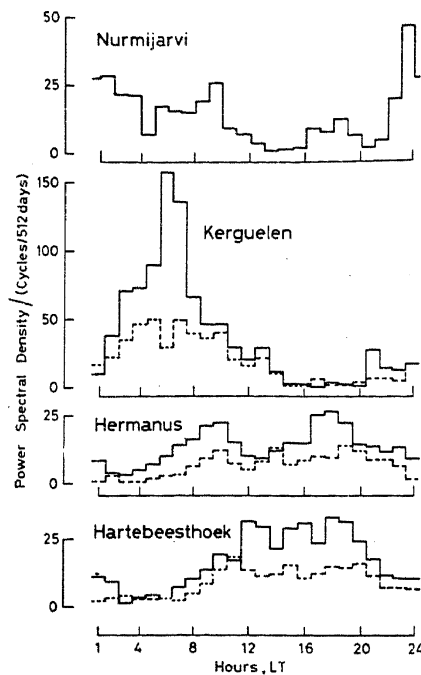 50
Nurmijarvi
25
0
150
Kerguelen
100
50
0
25
Hermanus
0
Hartebeesthoek
25
0
1 4 8 12 16 20 24
Hours, LT
Power Spectral Density / (Cycles/512 days)